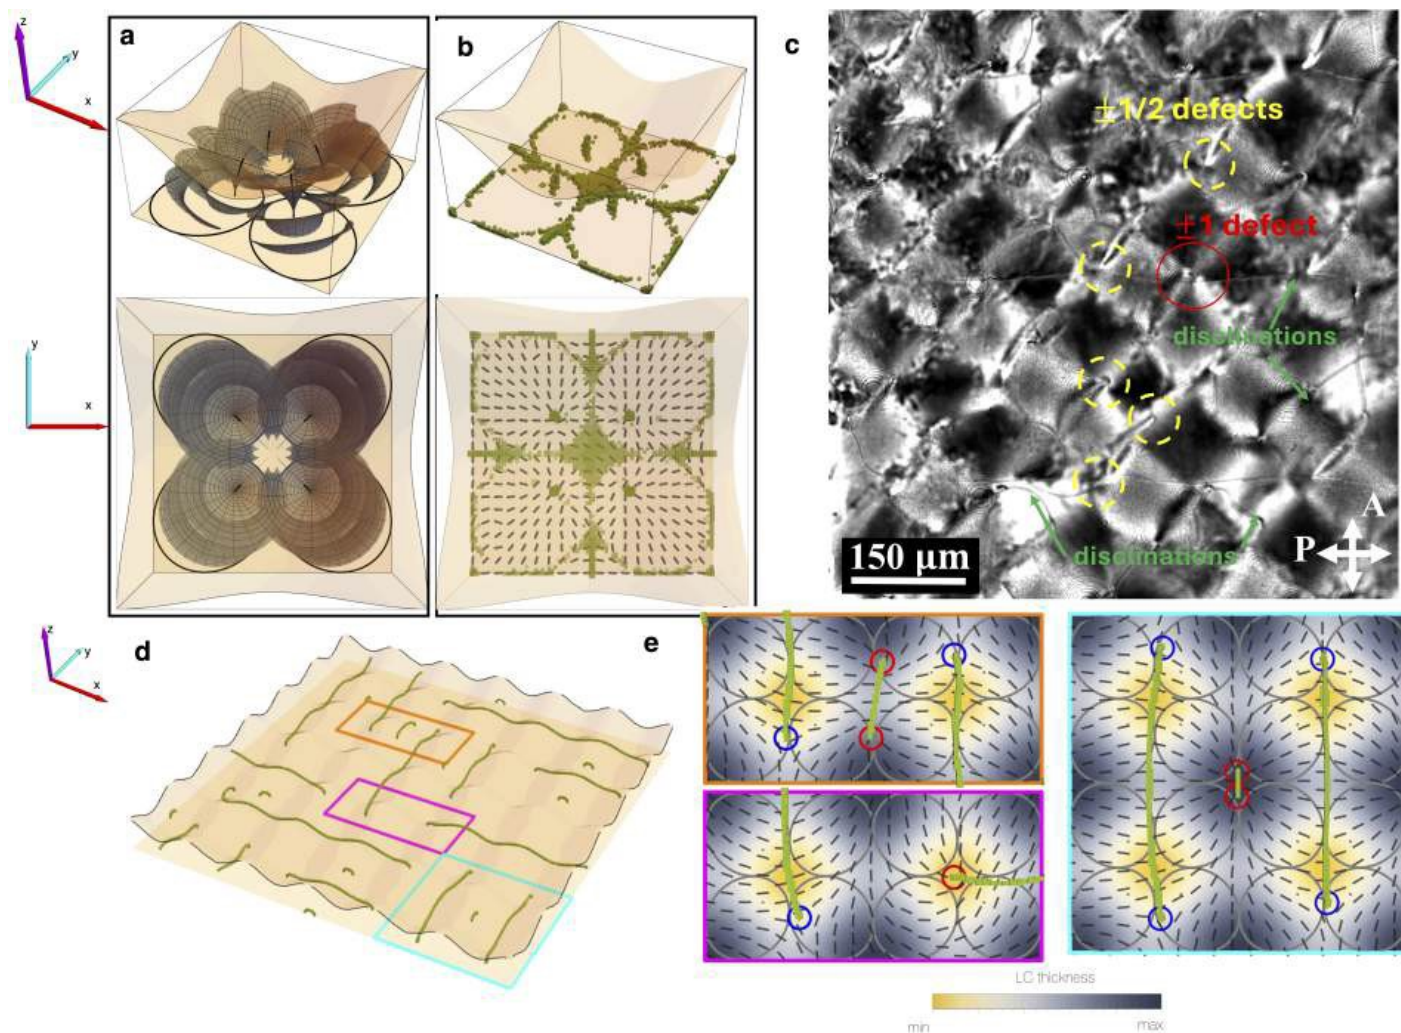 z
y
x
a
b
c
±1/2 defects
±1 defect
disclinations
disclinations
150 µm
P
A
y
x
z
y
x
d
e
LC thickness
min
max